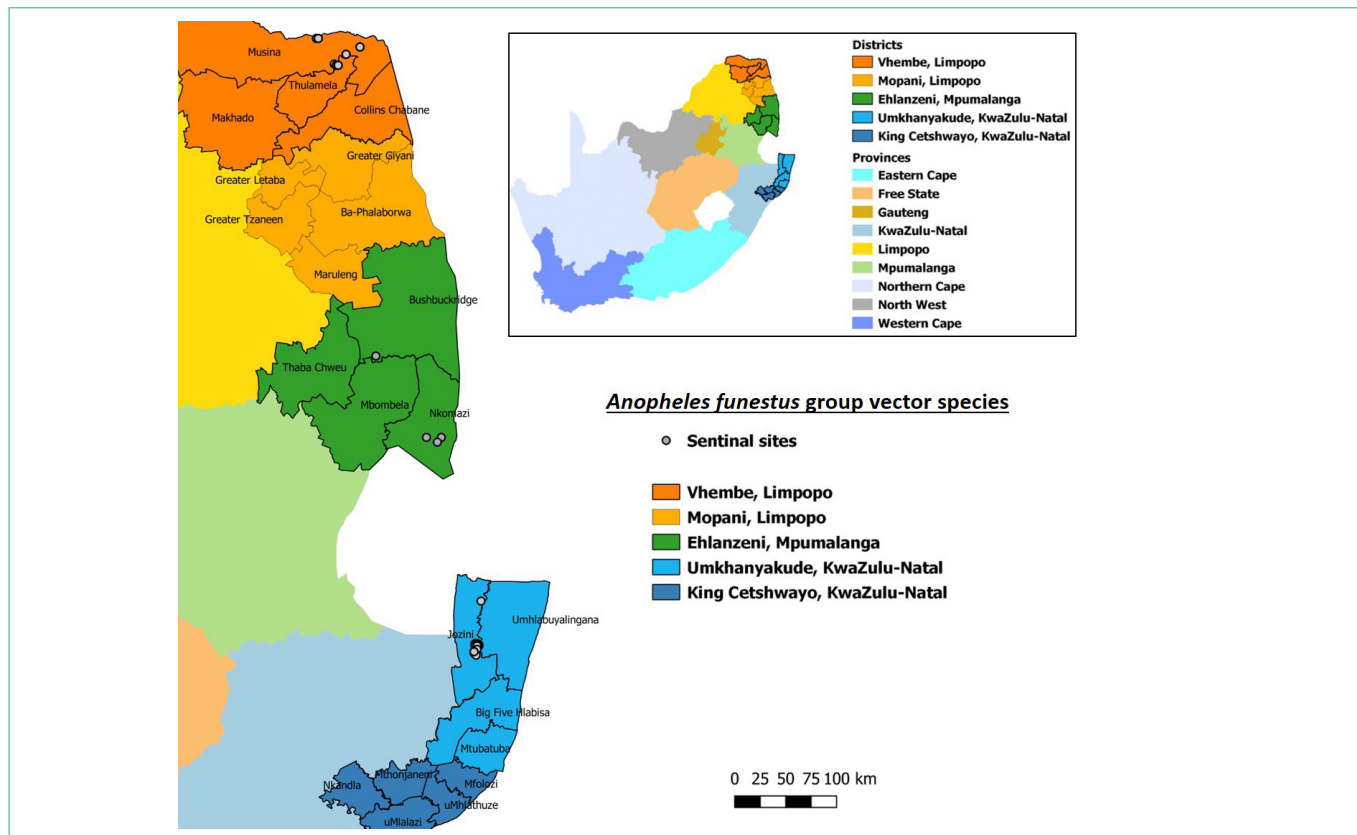 Musina
Thulamela
Makhado
Collins Chabane
Greater Giyani
Greater Letaba
Greater Tzaneen
Ba-Phalaborwa
Maruleng
Bushbuckridge
Thaba Chweu
Mbombela
Nkomazi
Jozini
Umhlabuyalingana
Big Five Hlabisa
Mtubatuba
Mthonjaneni
Nkandla
Mfolozi
uMhlathuze
uMlalazi
Districts
Vhembe, Limpopo
Mopani, Limpopo
Ehlanzeni, Mpumalanga
Umkhanyakude, KwaZulu-Natal
King Cetshwayo, KwaZulu-Natal
Provinces
Eastern Cape
Free State
Gauteng
KwaZulu-Natal
Limpopo
Mpumalanga
Northern Cape
North West
Western Cape
Anopheles funestus group vector species
Sentinal sites
Vhembe, Limpopo
Mopani, Limpopo
Ehlanzeni, Mpumalanga
Umkhanyakude, KwaZulu-Natal
King Cetshwayo, KwaZulu-Natal
0 25 50 75 100 km